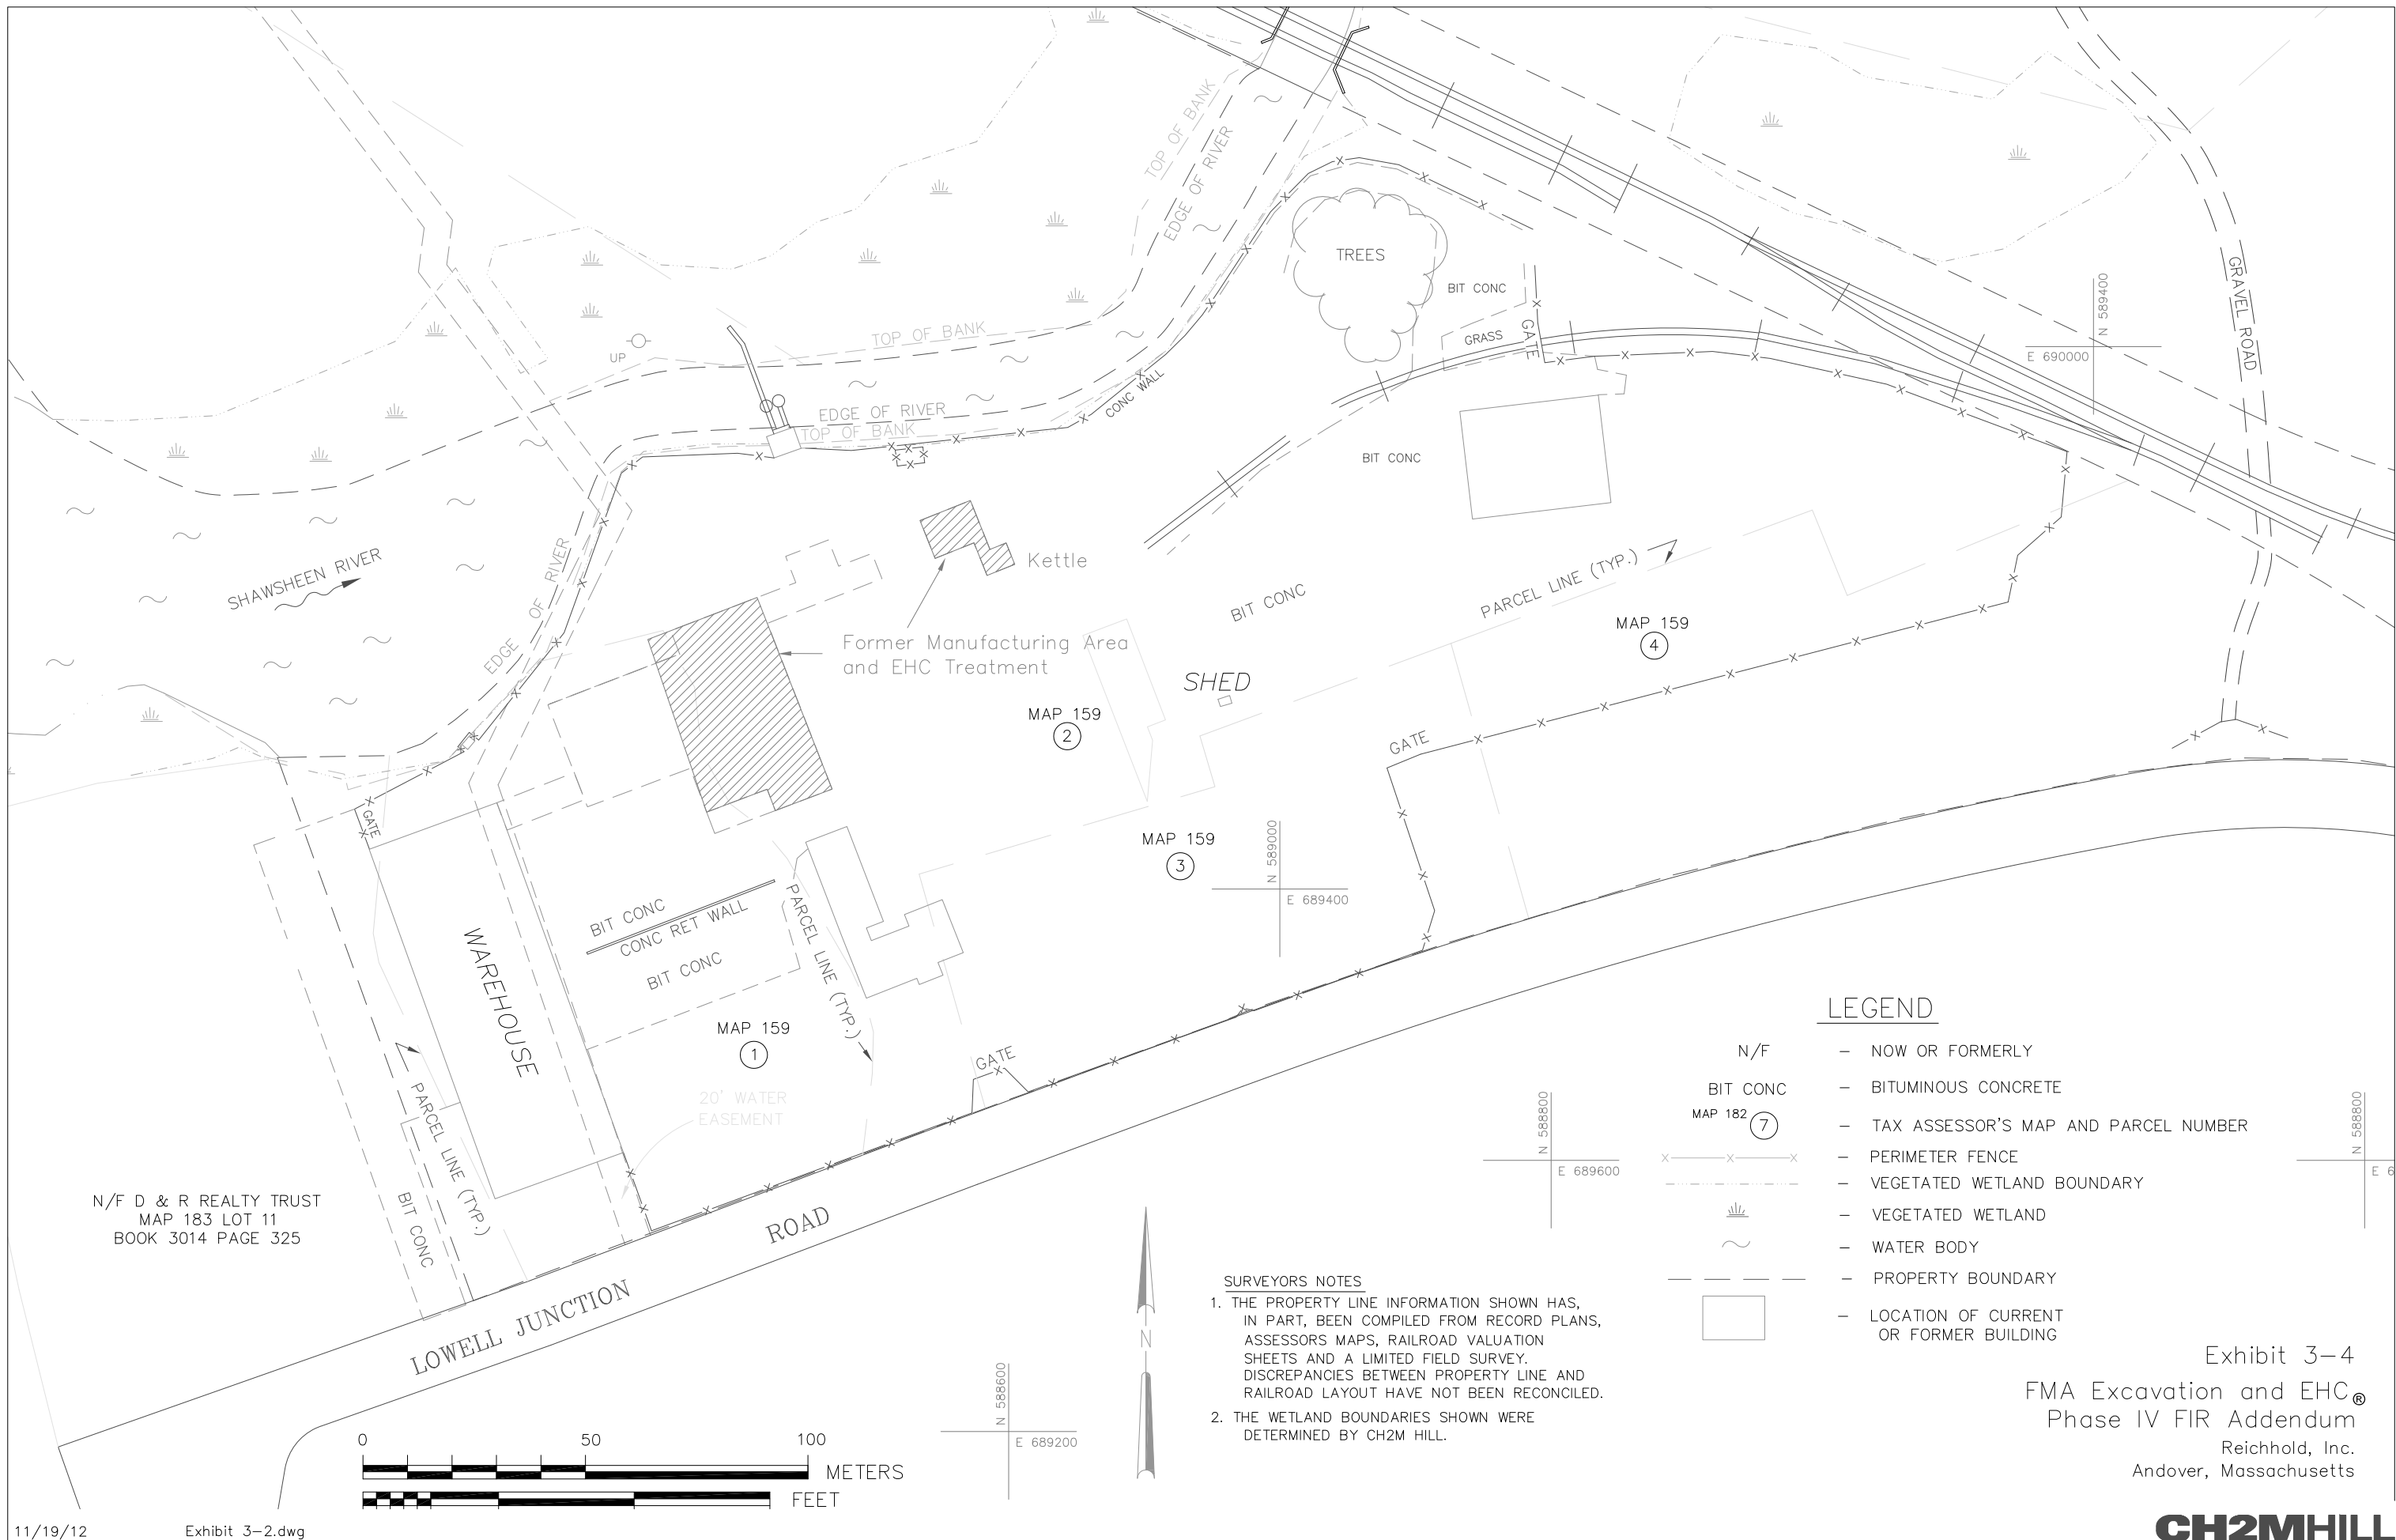 TOP OF BANK
EDGE OF RIVER
TREES
BIT CONC
GRASS
GATE
GRAVEL ROAD
N 589400
E 690000
UP
TOP OF BANK
EDGE OF RIVER
TOP OF BANK
CONC WALL
BIT CONC
SHAWSHEEN RIVER
EDGE OF RIVER
Kettle
Former Manufacturing Area
and EHC Treatment
BIT CONC
PARCEL LINE (TYP.)
MAP 159
4
SHED
MAP 159
2
GATE
GATE
MAP 159
3
N 589000
E 689400
WAREHOUSE
BIT CONC
CONC RET WALL
BIT CONC
PARCEL LINE (TYP.)
MAP 159
1
20' WATER
EASEMENT
GATE
PARCEL LINE (TYP.)
BIT CONC
N/F D & R REALTY TRUST
MAP 183 LOT 11
BOOK 3014 PAGE 325
LOWELL JUNCTION ROAD
N 588800
E 689600
N 588800
E 6
N 588600
E 689200
N
LEGEND
N/F – NOW OR FORMERLY
BIT CONC – BITUMINOUS CONCRETE
MAP 182 7 – TAX ASSESSOR'S MAP AND PARCEL NUMBER
X X X – PERIMETER FENCE
– VEGETATED WETLAND BOUNDARY
– VEGETATED WETLAND
– WATER BODY
– PROPERTY BOUNDARY
– LOCATION OF CURRENT
OR FORMER BUILDING
SURVEYORS NOTES
1. THE PROPERTY LINE INFORMATION SHOWN HAS,
IN PART, BEEN COMPILED FROM RECORD PLANS,
ASSESSORS MAPS, RAILROAD VALUATION
SHEETS AND A LIMITED FIELD SURVEY.
DISCREPANCIES BETWEEN PROPERTY LINE AND
RAILROAD LAYOUT HAVE NOT BEEN RECONCILED.
2. THE WETLAND BOUNDARIES SHOWN WERE
DETERMINED BY CH2M HILL.
0 50 100
METERS
FEET
Exhibit 3-4
FMA Excavation and EHC®
Phase IV FIR Addendum
Reichhold, Inc.
Andover, Massachusetts
11/19/12 Exhibit 3-2.dwg
CH2MHILL